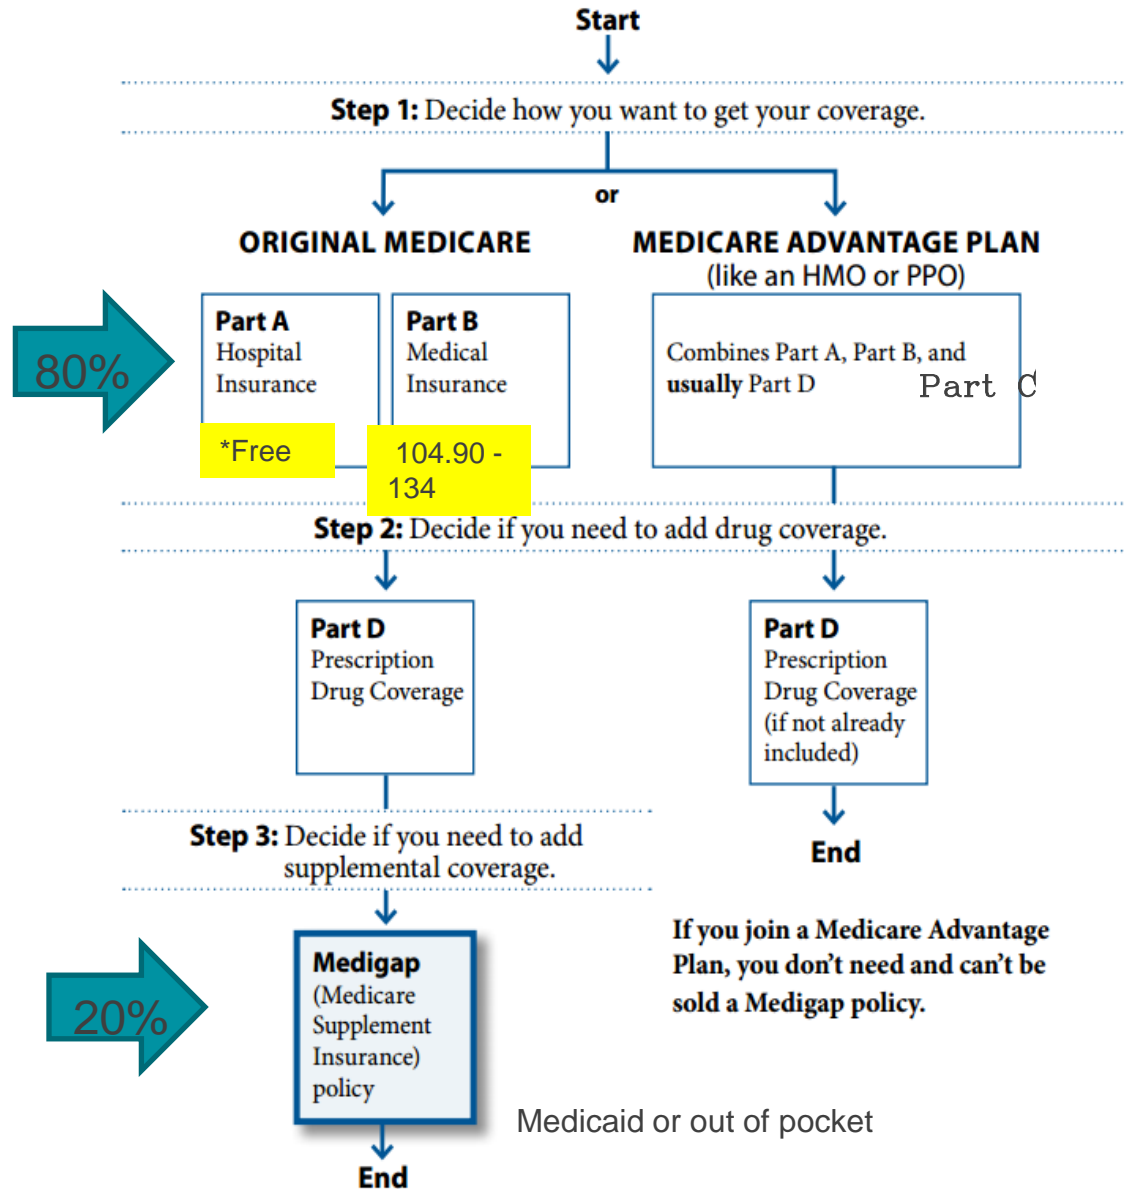 Start
Step 1: Decide how you want to get your coverage.
or
ORIGINAL MEDICARE
MEDICARE ADVANTAGE PLAN
(like an HMO or PPO)
80%
Part A
Hospital
Insurance
*Free
Part B
Medical
Insurance
104.90 -
134
Combines Part A, Part B, and
usually Part D
Part C
Step 2: Decide if you need to add drug coverage.
Part D
Prescription
Drug Coverage
Part D
Prescription
Drug Coverage
(if not already
included)
End
Step 3: Decide if you need to add
supplemental coverage.
20%
Medigap
(Medicare
Supplement
Insurance)
policy
End
If you join a Medicare Advantage
Plan, you don't need and can't be
sold a Medigap policy.
Medicaid or out of pocket